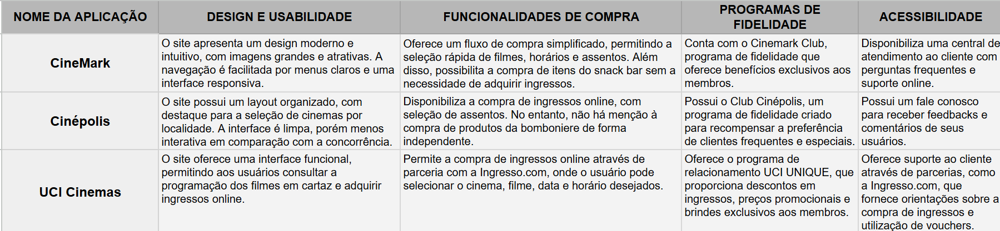 NOME DA APLICAÇÃO
DESIGN E USABILIDADE
FUNCIONALIDADES DE COMPRA
PROGRAMAS DE
FIDELIDADE
ACESSIBILIDADE
CineMark
O site apresenta um design moderno e
intuitivo, com imagens grandes e atrativas. A
navegação é facilitada por menus claros e uma
interface responsiva.
Oferece um fluxo de compra simplificado, permitindo a
seleção rápida de filmes, horários e assentos. Além
disso, possibilita a compra de itens do snack bar sem a
necessidade de adquirir ingressos.
Conta com o Cinemark Club,
programa de fidelidade que
oferece benefícios exclusivos aos
membros.
Disponibiliza uma central de
atendimento ao cliente com
perguntas frequentes e
suporte online.
Cinépolis
O site possui um layout organizado, com
destaque para a seleção de cinemas por
localidade. A interface é limpa, porém menos
interativa em comparação com a concorrência.
Disponibiliza a compra de ingressos online, com
seleção de assentos. No entanto, não há menção à
compra de produtos da bomboniere de forma
independente.
Possui o Club Cinépolis, um
programa de fidelidade criado
para recompensar a preferência
de clientes frequentes e especiais.
Possui um fale conosco
para receber feedbacks e
comentários de seus
usuários.
UCI Cinemas
O site oferece uma interface funcional,
permitindo aos usuários consultar a
programação dos filmes em cartaz e adquirir
ingressos online.
Permite a compra de ingressos online através de
parceria com a Ingresso.com, onde o usuário pode
selecionar o cinema, filme, data e horário desejados.
Oferece o programa de
relacionamento UCI UNIQUE, que
proporciona descontos em
ingressos, preços promocionais e
brindes exclusivos aos membros.
Oferece suporte ao cliente
através de parcerias, como
a Ingresso.com, que
fornece orientações sobre a
compra de ingressos e
utilização de vouchers.